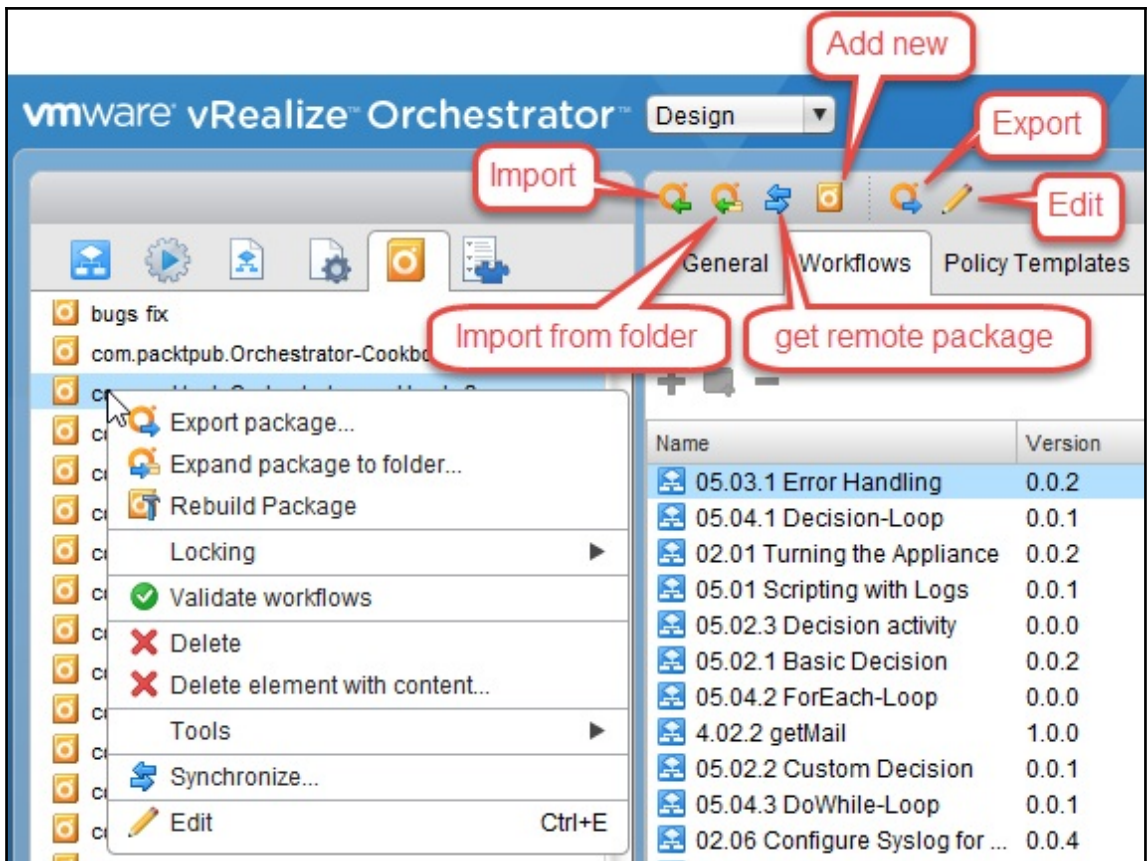 Add new
vmware vRealize Orchestrator
Design
Export
Import
Edit
General Workflows Policy Templates
Import from folder
get remote package
bugs fix
com.packtpub.Orchestrator-Cookbo
Export package...
Expand package to folder...
Rebuild Package
Locking
Validate workflows
Delete
Delete element with content...
Tools
Synchronize...
Edit Ctrl+E
Name Version
05.03.1 Error Handling 0.0.2
05.04.1 Decision-Loop 0.0.1
02.01 Turning the Appliance 0.0.2
05.01 Scripting with Logs 0.0.1
05.02.3 Decision activity 0.0.0
05.02.1 Basic Decision 0.0.2
05.04.2 ForEach-Loop 0.0.0
4.02.2 getMail 1.0.0
05.02.2 Custom Decision 0.0.1
05.04.3 DoWhile-Loop 0.0.1
02.06 Configure Syslog for ... 0.0.4